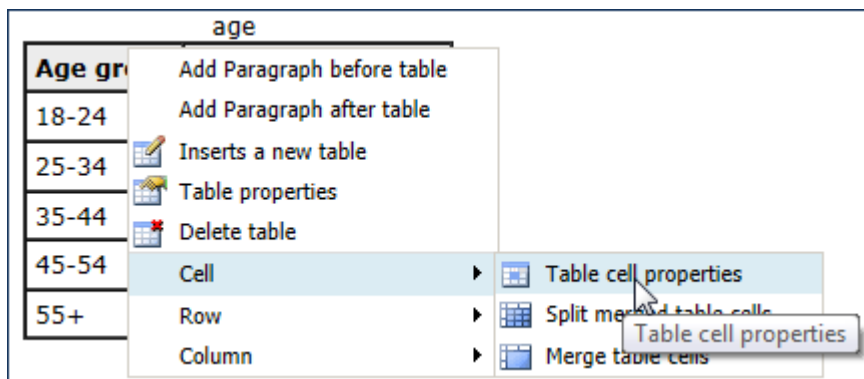 age
Age gr
18-24
25-34
35-44
45-54
55+
Add Paragraph before table
Add Paragraph after table
Inserts a new table
Table properties
Delete table
Cell
Row
Column
Table cell properties
Split merged table cells
Table cell properties
Merge table cells